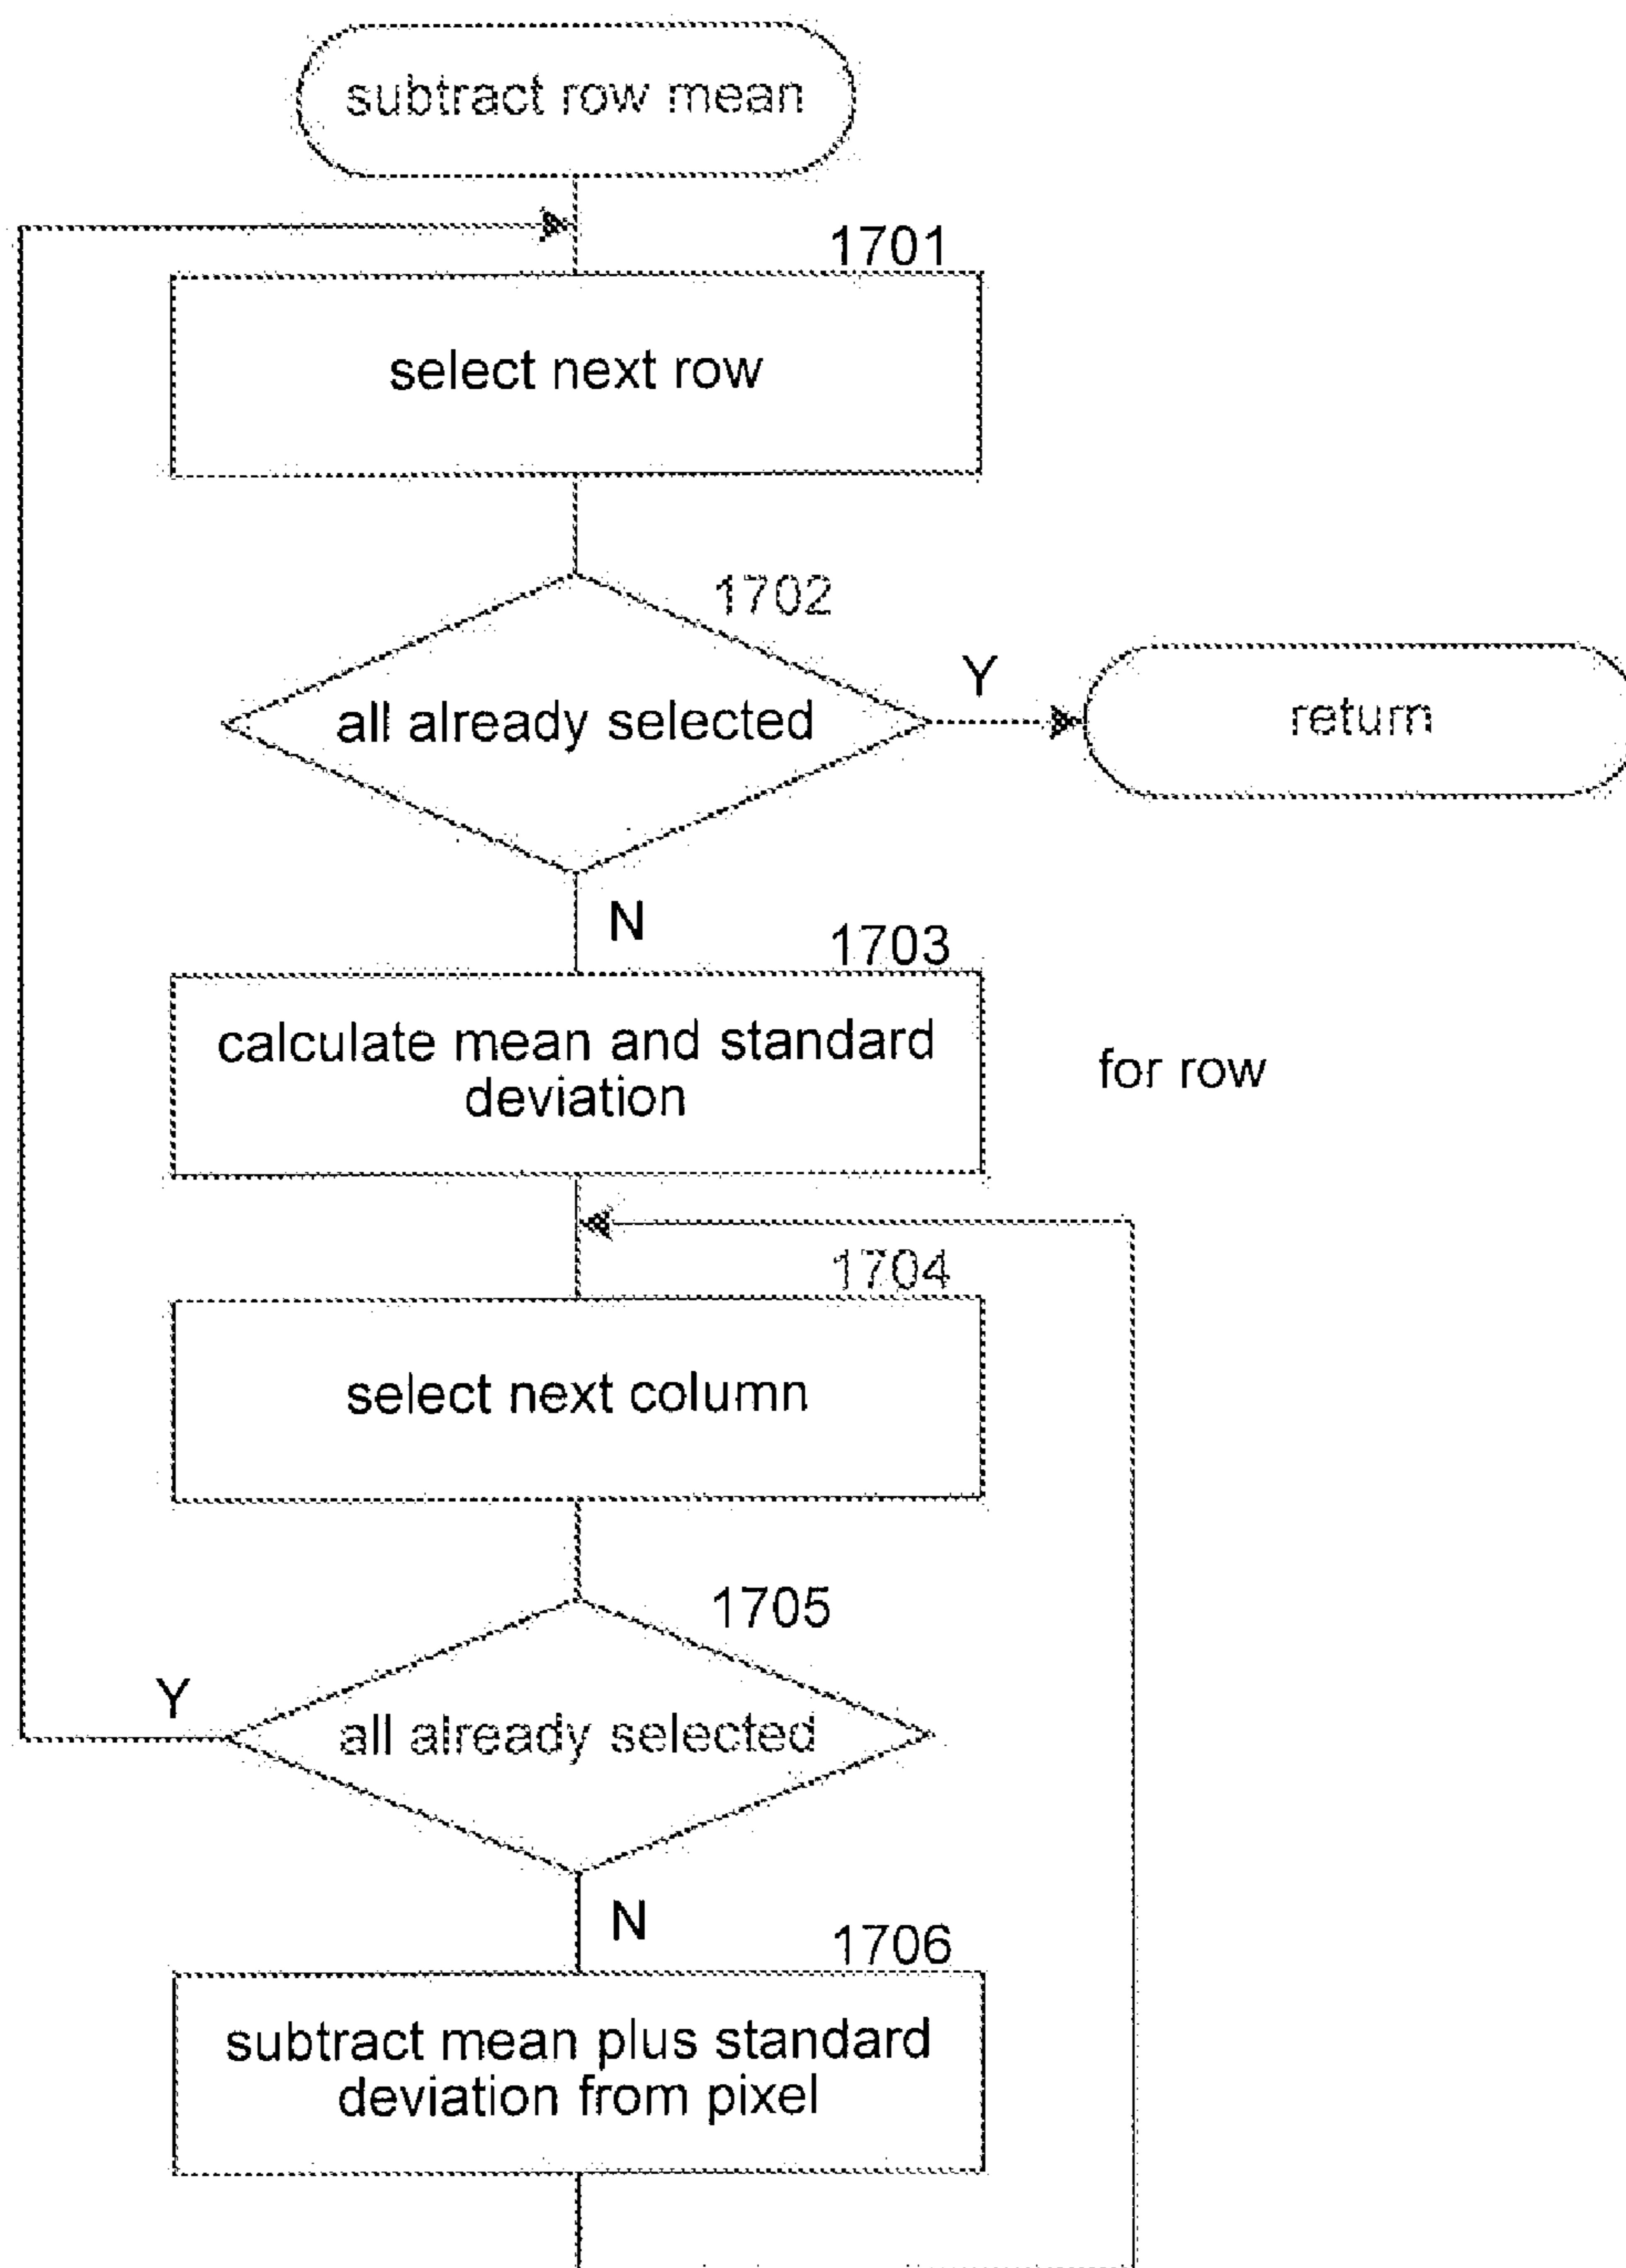 subtract row mean
1701
select next row
1702
all already selected
Y
return
N
1703
calculate mean and standard
deviation
for row
1704
select next column
1705
Y
all already selected
N
1706
subtract mean plus standard
deviation from pixel